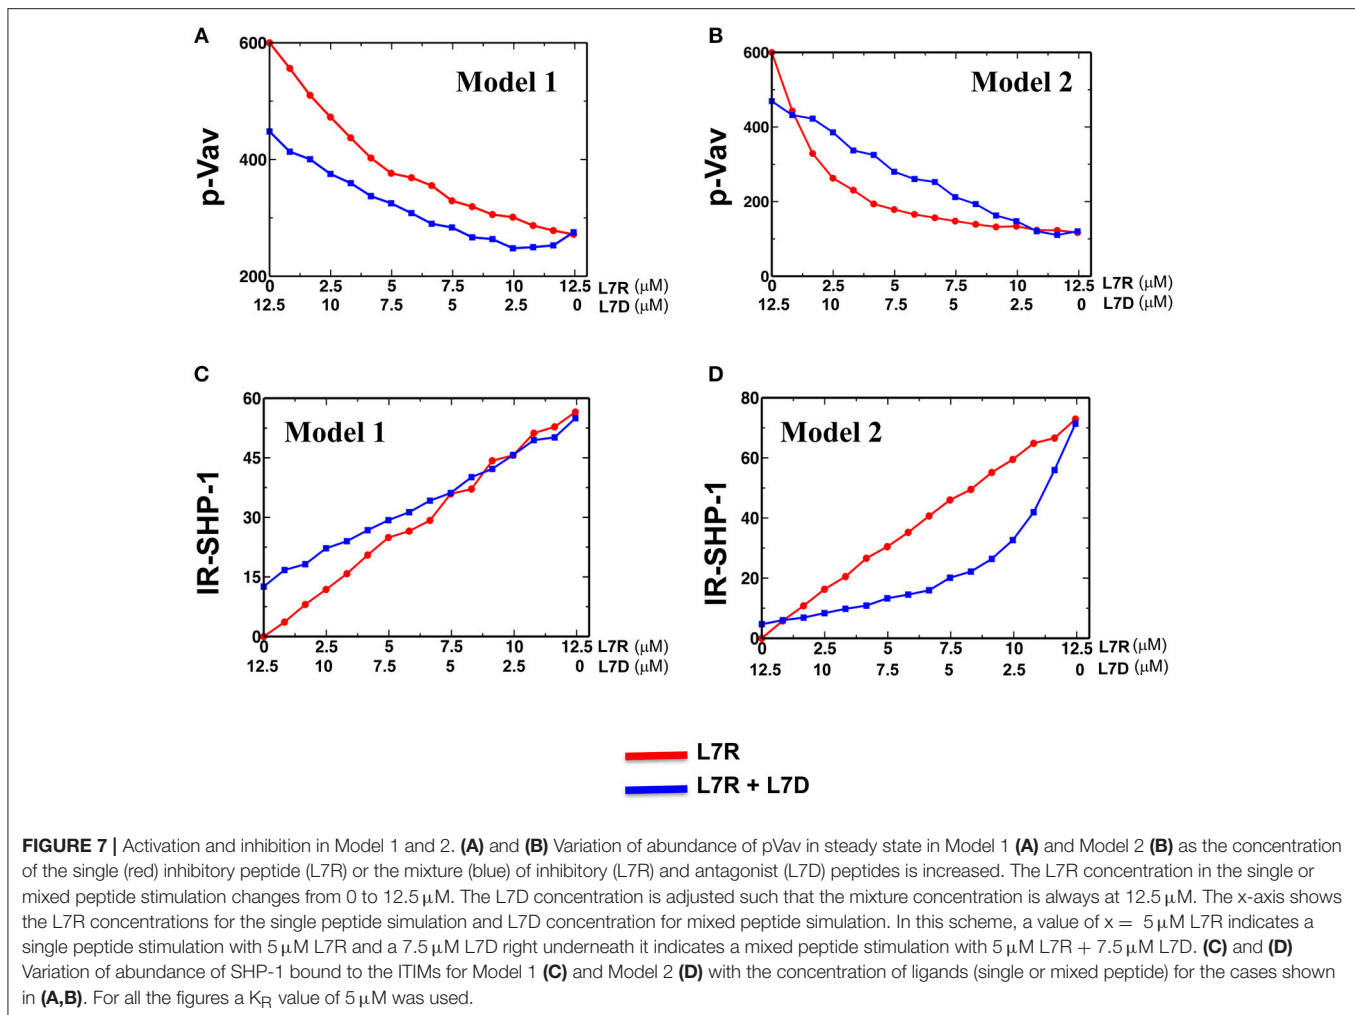 A
600
400
200
p-Vav
Model 1
0 2.5 5 7.5 10 12.5 L7R (μM)
12.5 10 7.5 5 2.5 0 L7D (μM)
B
600
400
200
0
p-Vav
Model 2
0 2.5 5 7.5 10 12.5 L7R (μM)
12.5 10 7.5 5 2.5 0 L7D (μM)
C
60
45
30
15
0
IR-SHP-1
Model 1
0 2.5 5 7.5 10 12.5 L7R (μM)
12.5 10 7.5 5 2.5 0 L7D (μM)
D
80
60
40
20
0
IR-SHP-1
Model 2
0 2.5 5 7.5 10 12.5 L7R (μM)
12.5 10 7.5 5 2.5 0 L7D (μM)
L7R
L7R + L7D
FIGURE 7 | Activation and inhibition in Model 1 and 2. (A) and (B) Variation of abundance of pVav in steady state in Model 1 (A) and Model 2 (B) as the concentration
of the single (red) inhibitory peptide (L7R) or the mixture (blue) of inhibitory (L7R) and antagonist (L7D) peptides is increased. The L7R concentration in the single or
mixed peptide stimulation changes from 0 to 12.5 μM. The L7D concentration is adjusted such that the mixture concentration is always at 12.5 μM. The x-axis shows
the L7R concentrations for the single peptide simulation and L7D concentration for mixed peptide simulation. In this scheme, a value of x = 5 μM L7R indicates a
single peptide stimulation with 5 μM L7R and a 7.5 μM L7D right underneath it indicates a mixed peptide stimulation with 5 μM L7R + 7.5 μM L7D. (C) and (D)
Variation of abundance of SHP-1 bound to the ITIMs for Model 1 (C) and Model 2 (D) with the concentration of ligands (single or mixed peptide) for the cases shown
in (A,B). For all the figures a KR value of 5 μM was used.